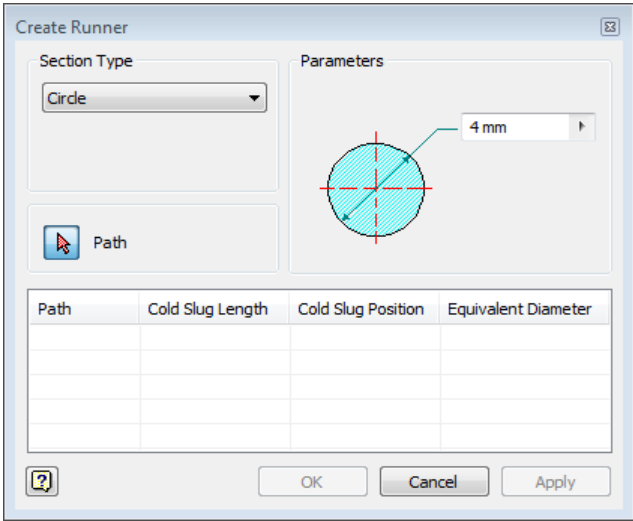 Create Runner
Section Type
Circle
Parameters
4 mm
Path
Path Cold Slug Length Cold Slug Position Equivalent Diameter
OK Cancel Apply